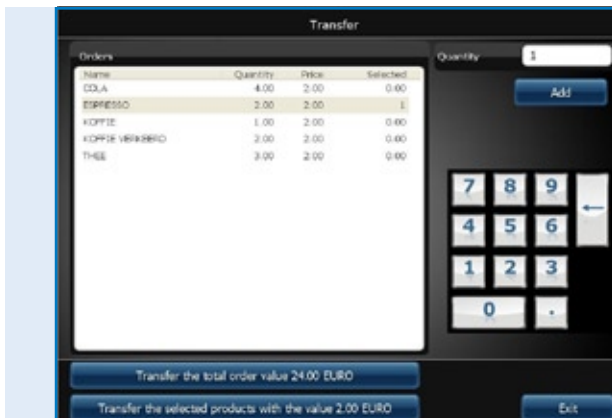 Transfer
Orders
Quantity 1
Name Quantity Price Selected
COLA 4.00 2.00 0.00
Add
ESPRESSO 2.00 2.00 1
KOFFIE 1.00 2.00 0.00
KOFFIE VERKEERD 2.00 2.00 0.00
THEE 3.00 2.00 0.00
7 8 9
←
4 5 6
1 2 3
0 .
Transfer the total order value 24.00 EURO
Transfer the selected products with the value 2.00 EURO
Exit